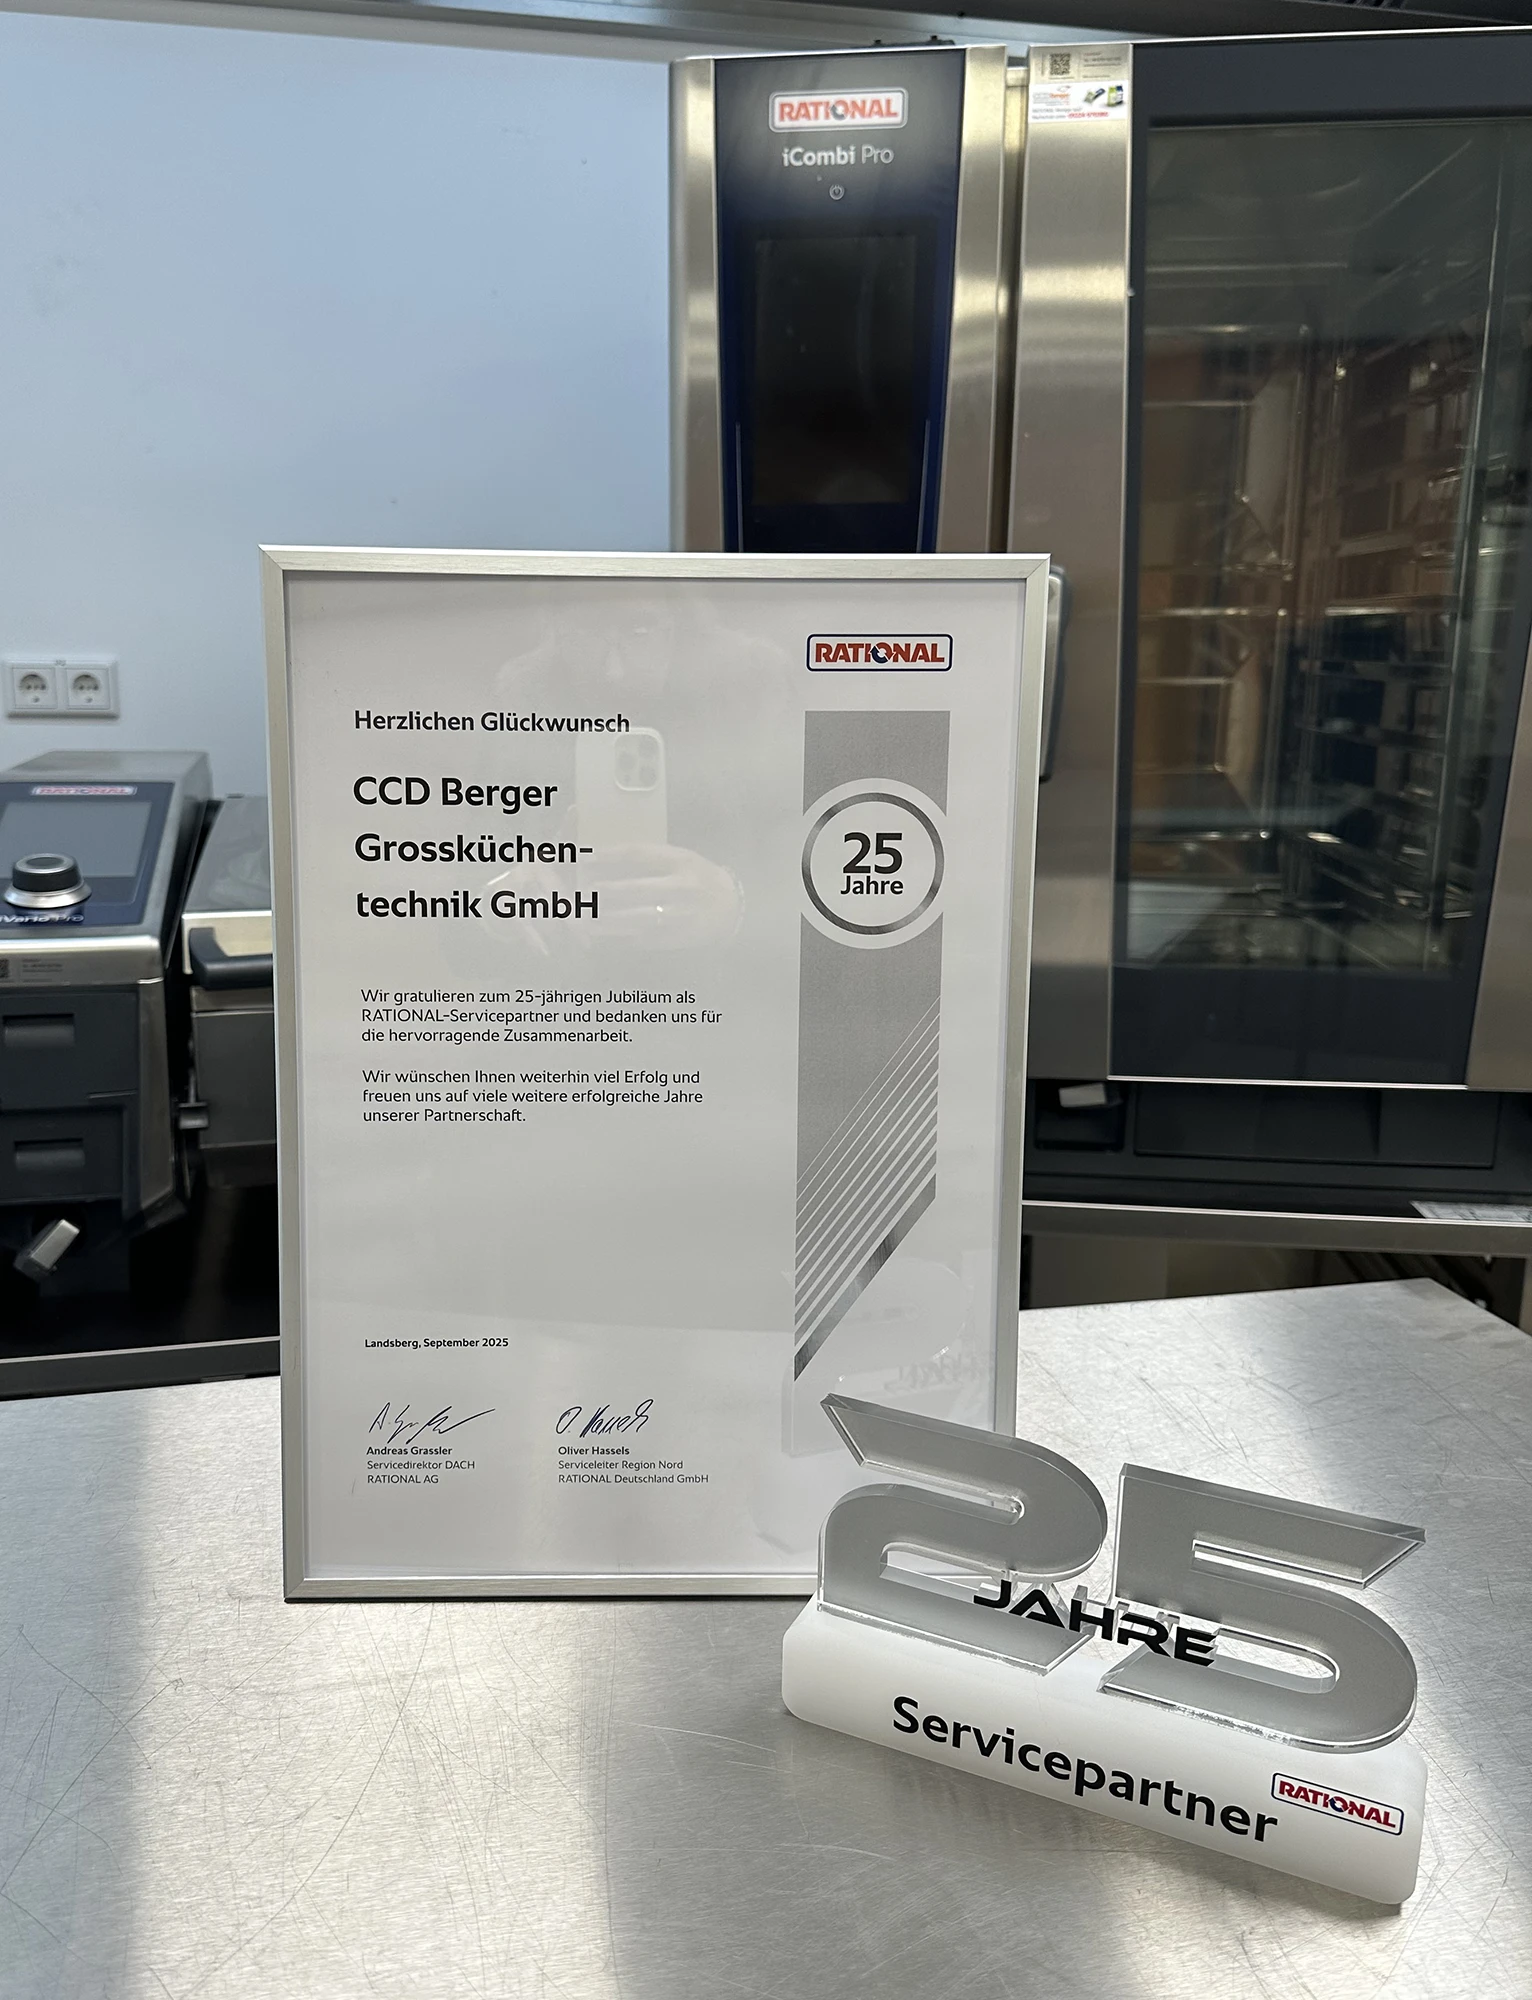 RATIONAL
iCombi Pro
RATIONAL
Herzlichen Glückwunsch
CCD Berger
Grossküchen-
technik GmbH
25
Jahre
Wir gratulieren zum 25-jährigen Jubiläum als
RATIONAL-Servicepartner und bedanken uns für
die hervorragende Zusammenarbeit.
Wir wünschen Ihnen weiterhin viel Erfolg und
freuen uns auf viele weitere erfolgreiche Jahre
unserer Partnerschaft.
Landsberg, September 2025
Andreas Grassler
Servicedirektor DACH
RATIONAL AG
Oliver Hassels
Serviceleiter Region Nord
RATIONAL Deutschland GmbH
RATIONAL
iVario Pro
25
JAHRE
Servicepartner
RATIONAL